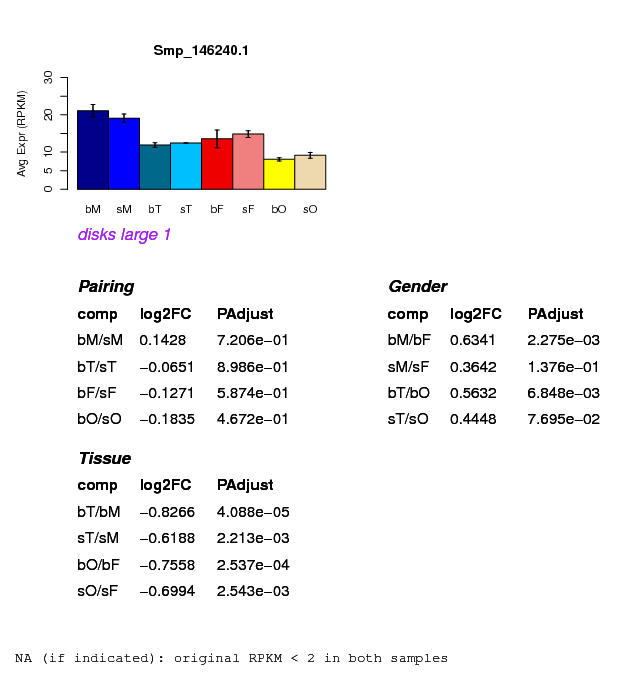 Smp_146240.1
Avg Expr (RPKM)
30
20
10
5
0
bM sM bT sT bF sF bO sO
disks large 1
Pairing
comp log2FC PAdjust
bM/sM 0.1428 7.206e−01
bT/sT −0.0651 8.986e−01
bF/sF −0.1271 5.874e−01
bO/sO −0.1835 4.672e−01
Gender
comp log2FC PAdjust
bM/bF 0.6341 2.275e−03
sM/sF 0.3642 1.376e−01
bT/bO 0.5632 6.848e−03
sT/sO 0.4448 7.695e−02
Tissue
comp log2FC PAdjust
bT/bM −0.8266 4.088e−05
sT/sM −0.6188 2.213e−03
bO/bF −0.7558 2.537e−04
sO/sF −0.6994 2.543e−03
NA (if indicated): original RPKM < 2 in both samples